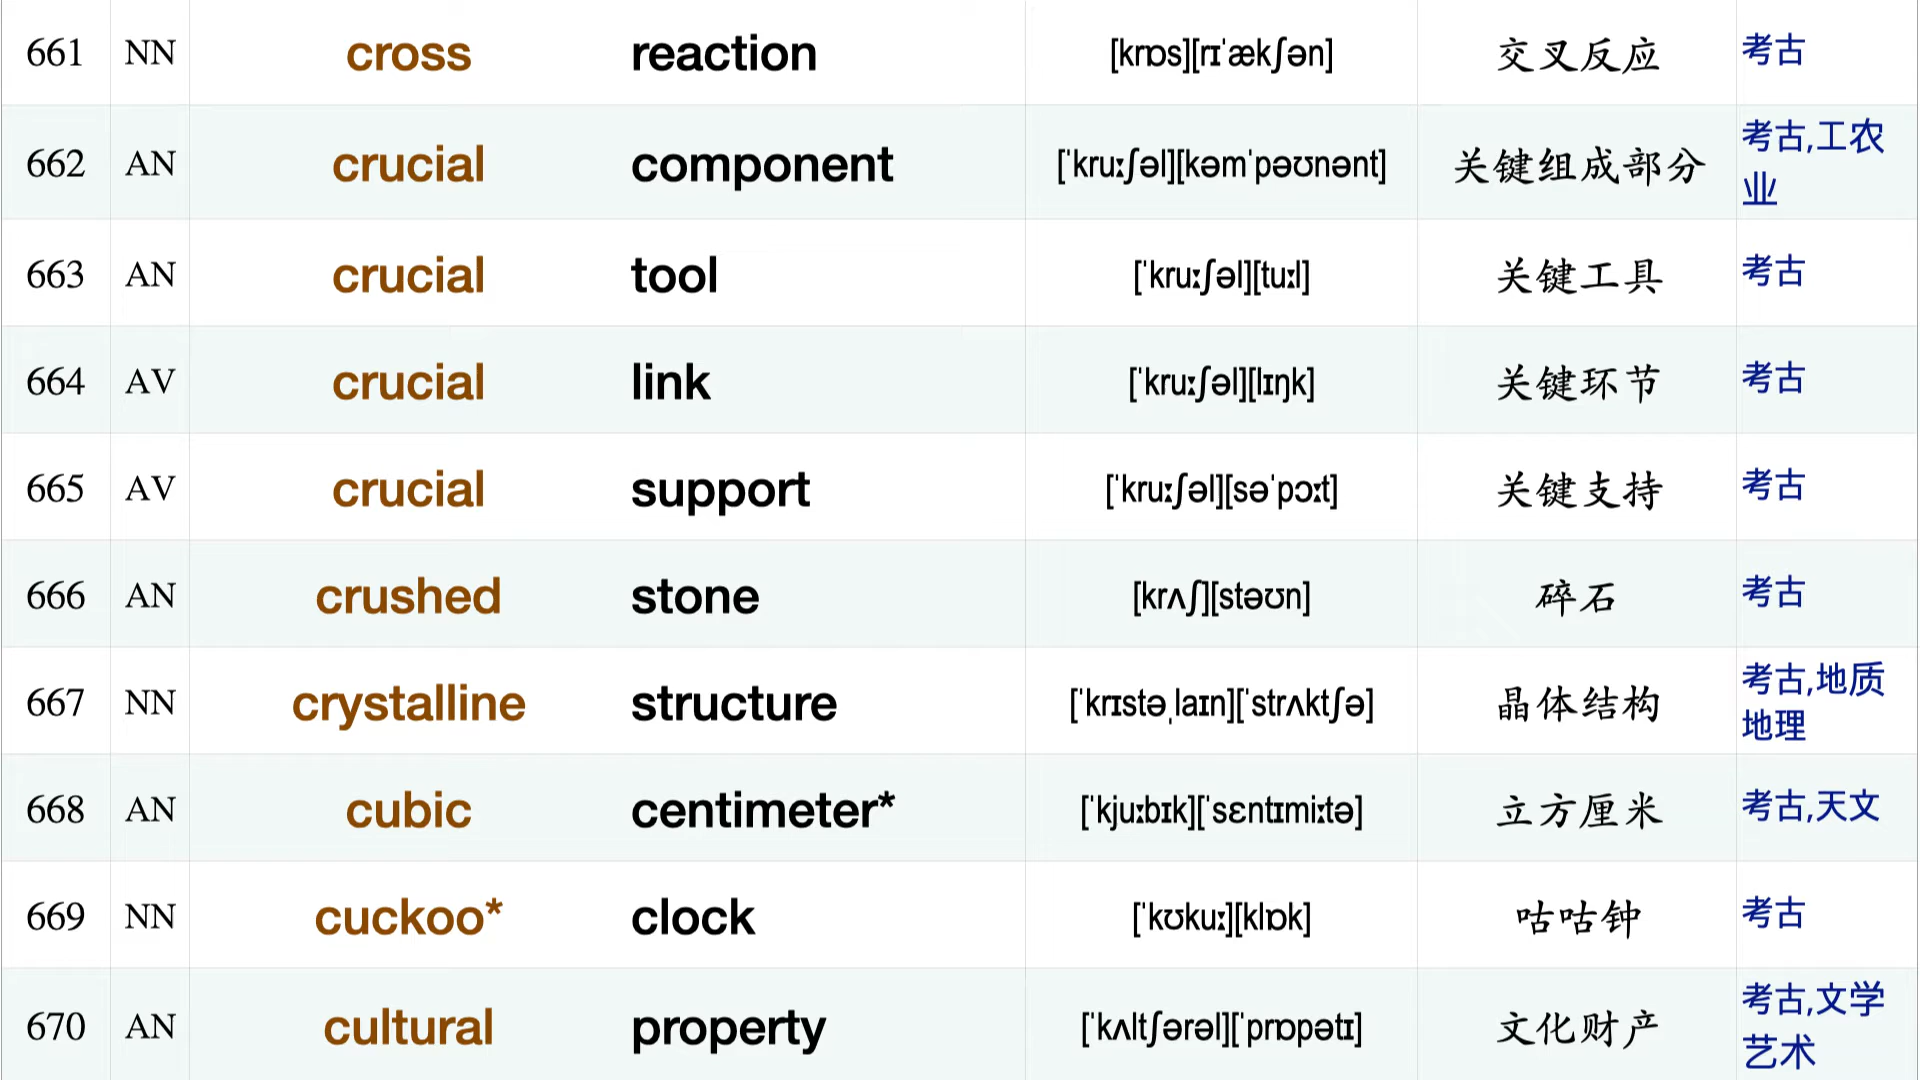 661 NN cross reaction [krɒs][rɪˈækʃən] 交叉反应 考古
662 AN crucial component [ˈkruːʃəl][kəmˈpəʊnənt] 关键组成部分 考古,工农
业
663 AN crucial tool [ˈkruːʃəl][tuːl] 关键工具 考古
664 AV crucial link [ˈkruːʃəl][lɪŋk] 关键环节 考古
665 AV crucial support [ˈkruːʃəl][səˈpɔːt] 关键支持 考古
666 AN crushed stone [krʌʃ][stəʊn] 碎石 考古
667 NN crystalline structure [ˈkrɪstəˌlaɪn][ˈstrʌktʃə] 晶体结构 考古,地质
地理
668 AN cubic centimeter* [ˈkjuːbɪk][ˈsɛntɪmiːtə] 立方厘米 考古,天文
669 NN cuckoo* clock [ˈkʊkuː][klɒk] 咕咕钟 考古
670 AN cultural property [ˈkʌltʃərəl][ˈprɒpətɪ] 文化财产 考古,文学
艺术